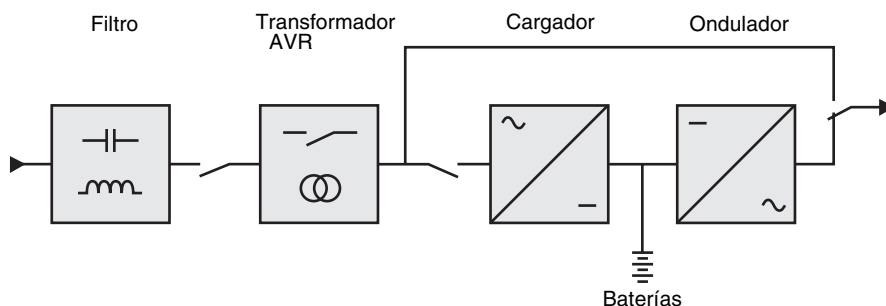 Filtro
Transformador
AVR
Cargador
Ondulador
Baterías